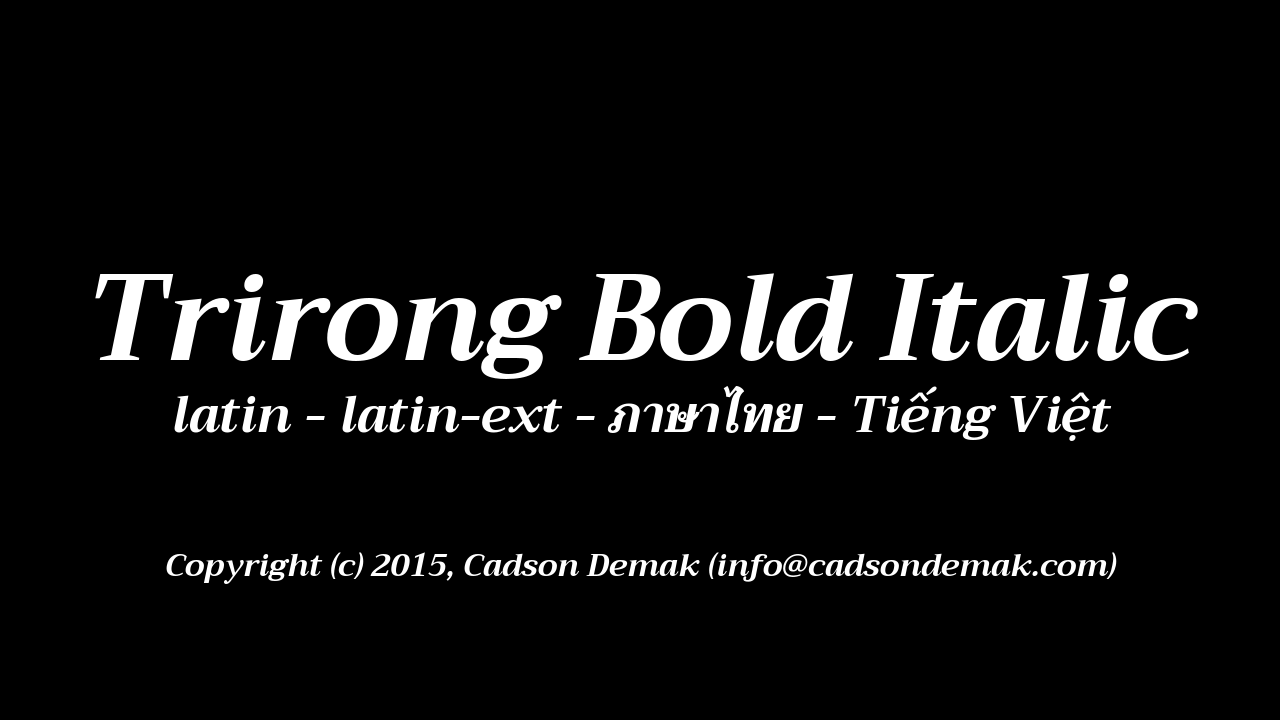 Trirong Bold Italic
latin - latin-ext - ภาษาไทย - Tiếng Việt
Copyright (c) 2015, Cadson Demak (info@cadsondemak.com)